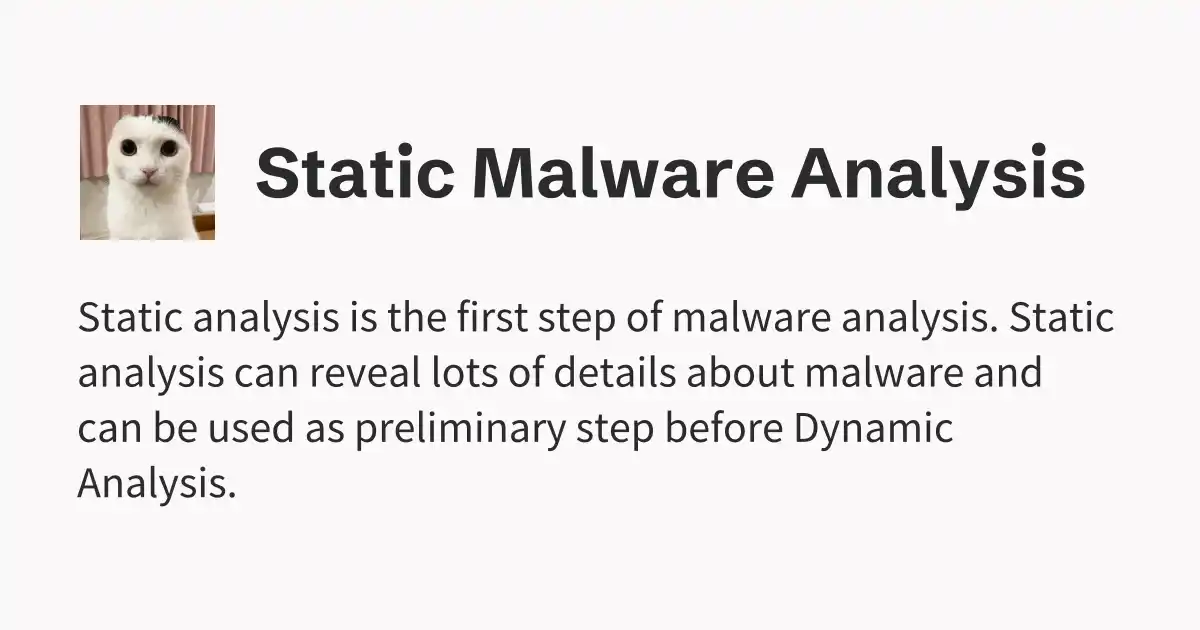 Static Malware Analysis
Static analysis is the first step of malware analysis. Static
analysis can reveal lots of details about malware and
can be used as preliminary step before Dynamic
Analysis.